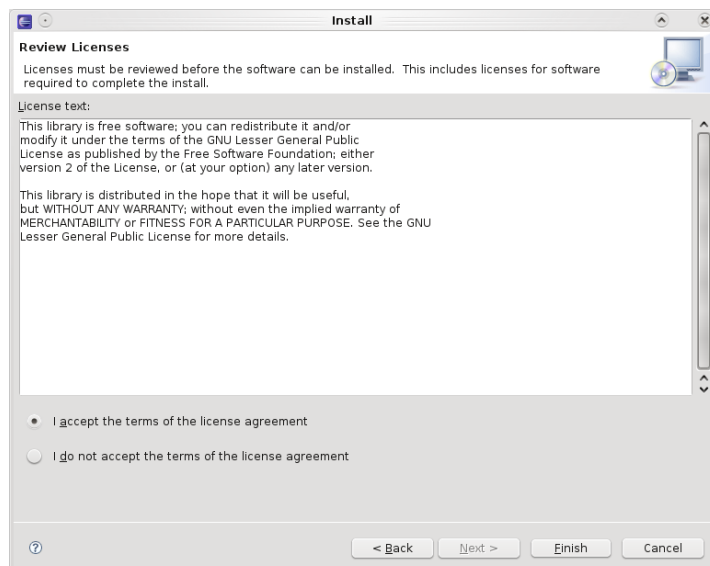 Install
Review Licenses
Licenses must be reviewed before the software can be installed.  This includes licenses for software
required to complete the install.
License text:
This library is free software; you can redistribute it and/or
modify it under the terms of the GNU Lesser General Public
License as published by the Free Software Foundation; either
version 2 of the License, or (at your option) any later version.
This library is distributed in the hope that it will be useful,
but WITHOUT ANY WARRANTY; without even the implied warranty of
MERCHANTABILITY or FITNESS FOR A PARTICULAR PURPOSE. See the GNU
Lesser General Public License for more details.
I accept the terms of the license agreement
I do not accept the terms of the license agreement
? < Back Next > Finish Cancel